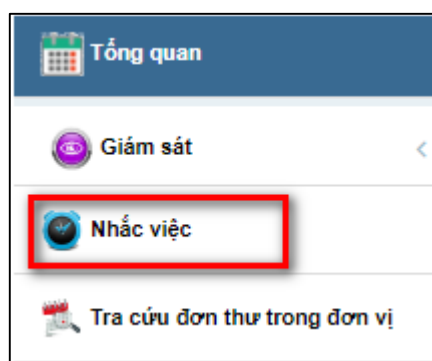 Tổng quan
Giám sát
Nhắc việc
Tra cứu đơn thư trong đơn vị